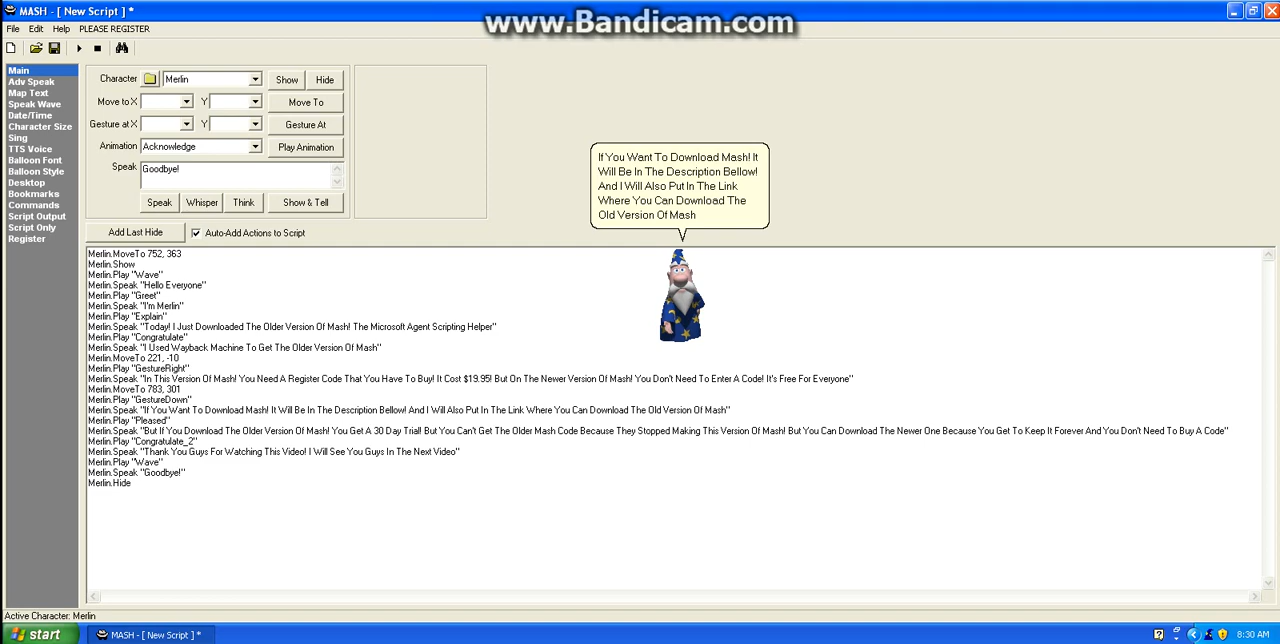 MASH - [ New Script ] *
www.Bandicam.com
File Edit Help PLEASE REGISTER
Main
Adv Speak
Map Text
Speak Wave
Date/Time
Character Size
Sing
TTS Voice
Balloon Font
Balloon Style
Desktop
Bookmarks
Commands
Script Output
Script Only
Register
Character Merlin Show Hide
Move to X Y Move To
Gesture at X Y Gesture At
Animation Acknowledge Play Animation
Speak Goodbye!
Speak Whisper Think Show & Tell
Add Last Hide Auto-Add Actions to Script
If You Want To Download Mash! It
Will Be In The Description Bellow!
And I Will Also Put In The Link
Where You Can Download The
Old Version Of Mash
Merlin.MoveTo 752, 363
Merlin.Show
Merlin.Play "Wave"
Merlin.Speak "Hello Everyone"
Merlin.Play "Greet"
Merlin.Speak "I'm Merlin"
Merlin.Play "Explain"
Merlin.Speak "Today! I Just Downloaded The Older Version Of Mash! The Microsoft Agent Scripting Helper"
Merlin.Play "Congratulate"
Merlin.Speak "I Used Wayback Machine To Get The Older Version Of Mash"
Merlin.MoveTo 221, -10
Merlin.Play "GestureRight"
Merlin.Speak "In This Version Of Mash! You Need A Register Code That You Have To Buy! It Cost $19.95! But On The Newer Version Of Mash! You Don't Need To Enter A Code! It's Free For Everyone"
Merlin.MoveTo 783, 301
Merlin.Play "GestureDown"
Merlin.Speak "If You Want To Download Mash! It Will Be In The Description Bellow! And I Will Also Put In The Link Where You Can Download The Old Version Of Mash"
Merlin.Play "Pleased"
Merlin.Speak "But If You Download The Older Version Of Mash! You Get A 30 Day Trial! But You Can't Get The Older Mash Code Because They Stopped Making This Version Of Mash! But You Can Download The Newer One Because You Get To Keep It Forever And You Don't Need To Buy A Code"
Merlin.Play "Congratulate_2"
Merlin.Speak "Thank You Guys For Watching This Video! I Will See You Guys In The Next Video"
Merlin.Play "Wave"
Merlin.Speak "Goodbye!"
Merlin.Hide
Active Character: Merlin
start MASH - [ New Script ] * 8:30 AM